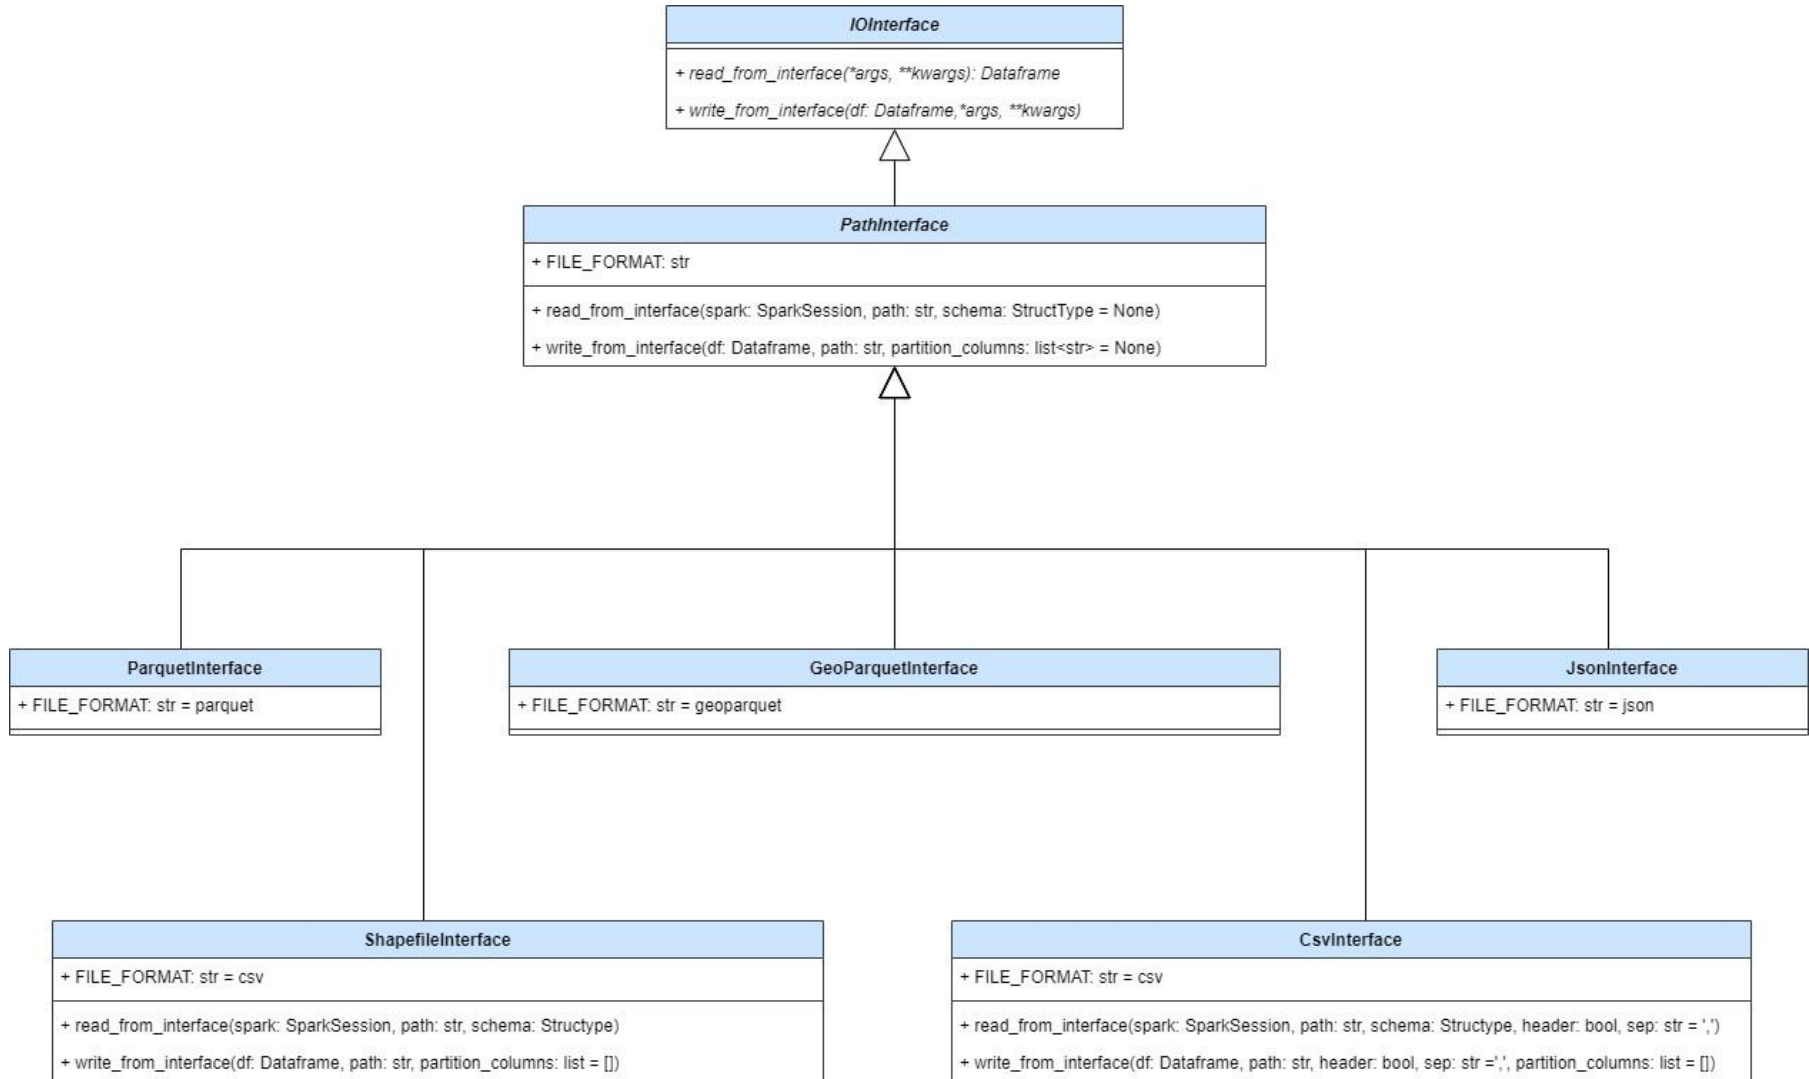 IOInterface
+ read_from_interface(*args, **kwargs): Dataframe
+ write_from_interface(df: Dataframe,*args, **kwargs)
PathInterface
+ FILE_FORMAT: str
+ read_from_interface(spark: SparkSession, path: str, schema: StructType = None)
+ write_from_interface(df: Dataframe, path: str, partition_columns: list<str> = None)
ParquetInterface
+ FILE_FORMAT: str = parquet
GeoParquetInterface
+ FILE_FORMAT: str = geoparquet
JsonInterface
+ FILE_FORMAT: str = json
ShapefileInterface
+ FILE_FORMAT: str = csv
+ read_from_interface(spark: SparkSession, path: str, schema: Structype)
+ write_from_interface(df: Dataframe, path: str, partition_columns: list = [])
CsvInterface
+ FILE_FORMAT: str = csv
+ read_from_interface(spark: SparkSession, path: str, schema: Structype, header: bool, sep: str = ',')
+ write_from_interface(df: Dataframe, path: str, header: bool, sep: str =',', partition_columns: list = [])